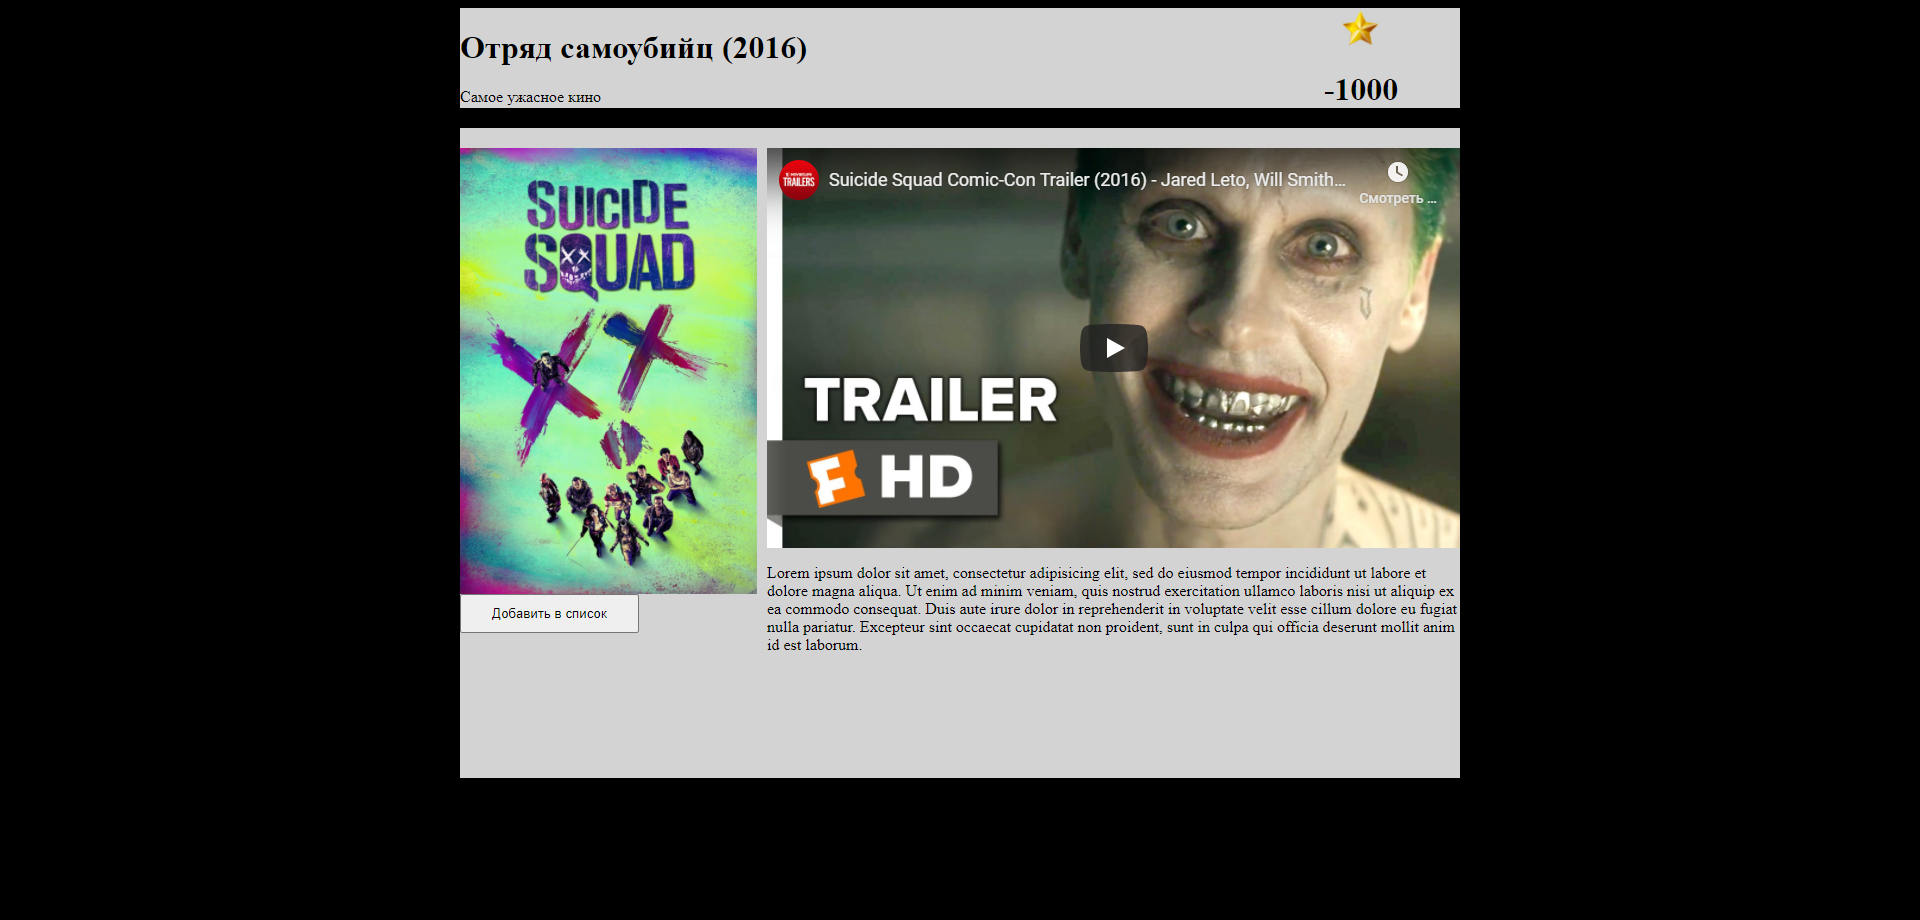 Отряд самоубийц (2016)
Самое ужасное кино
-1000
SUICIDE
SQUAD
Добавить в список
TRAILERS
Suicide Squad Comic-Con Trailer (2016) - Jared Leto, Will Smith...
Смотреть ...
TRAILER
F HD
Lorem ipsum dolor sit amet, consectetur adipisicing elit, sed do eiusmod tempor incididunt ut labore et
dolore magna aliqua. Ut enim ad minim veniam, quis nostrud exercitation ullamco laboris nisi ut aliquip ex
ea commodo consequat. Duis aute irure dolor in reprehenderit in voluptate velit esse cillum dolore eu fugiat
nulla pariatur. Excepteur sint occaecat cupidatat non proident, sunt in culpa qui officia deserunt mollit anim
id est laborum.